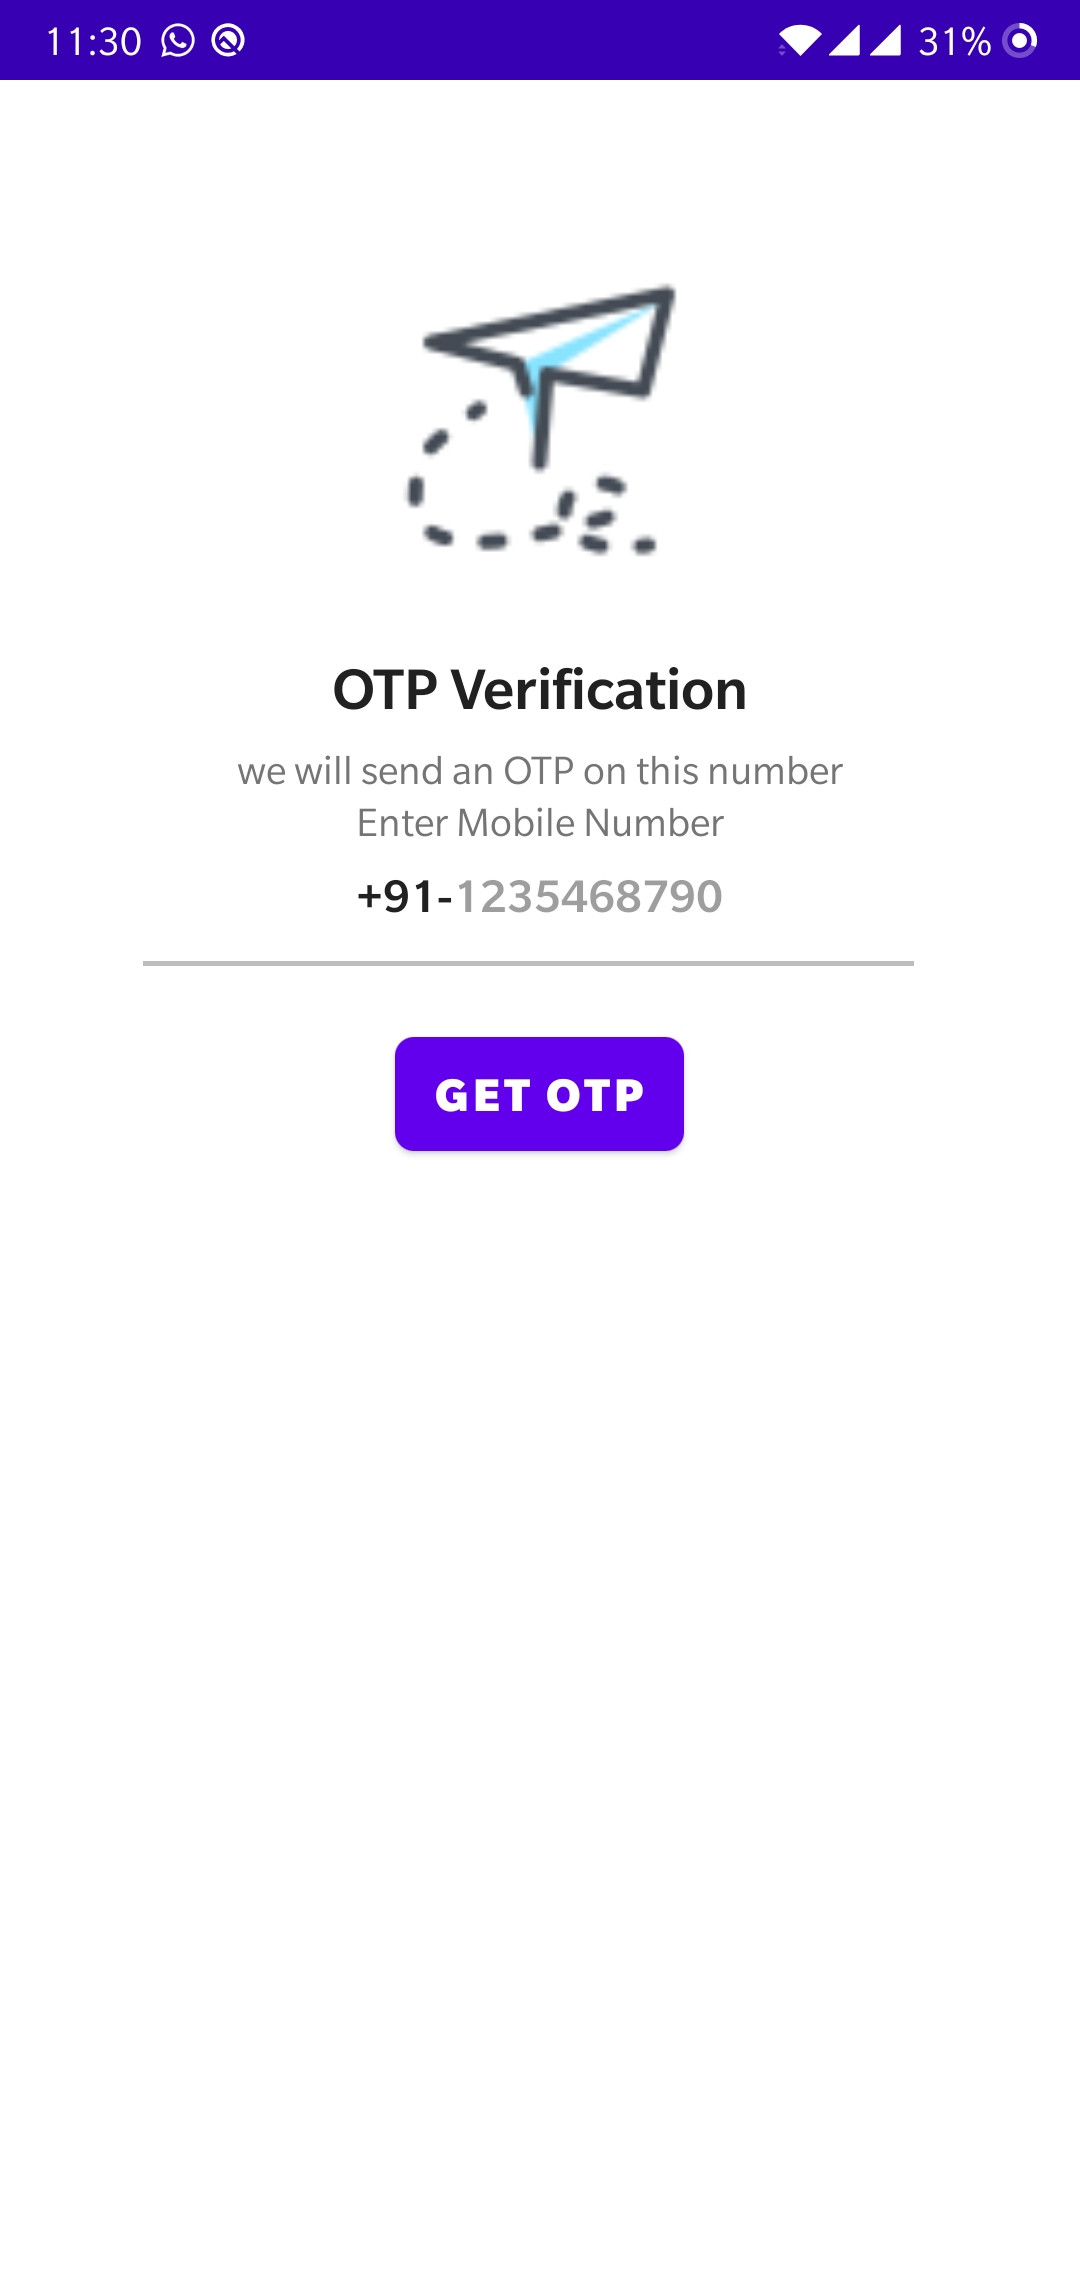 11:30 31%
OTP Verification
we will send an OTP on this number
Enter Mobile Number
+91-1235468790
GET OTP